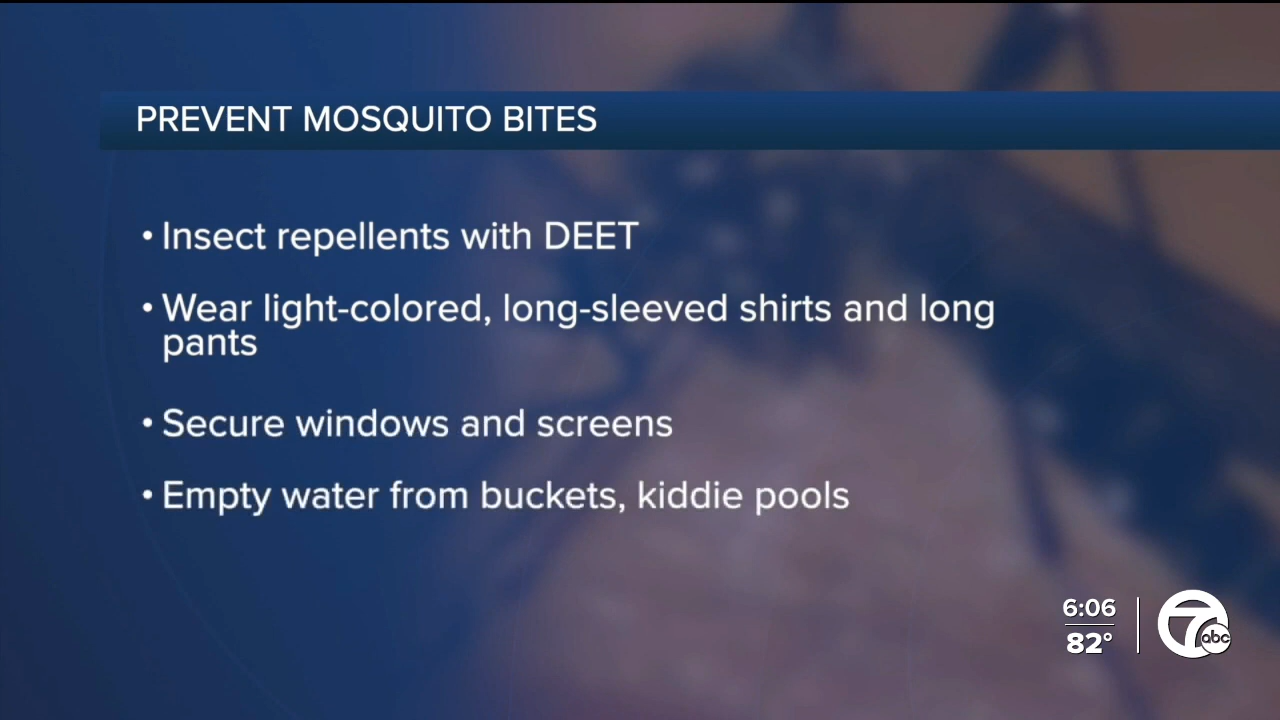 PREVENT MOSQUITO BITES
• Insect repellents with DEET
• Wear light-colored, long-sleeved shirts and long
pants
• Secure windows and screens
• Empty water from buckets, kiddie pools
6:06
82°
7
abc